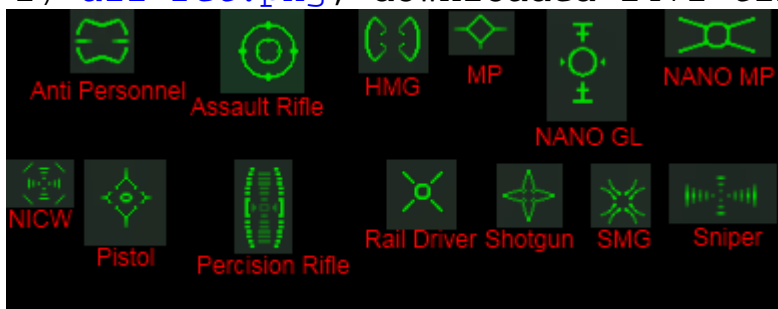 Anti Personnel
Assault Rifle
HMG
MP
NANO GL
NANO MP
NICW
Pistol
Percision Rifle
Rail Driver
Shotgun
SMG
Sniper